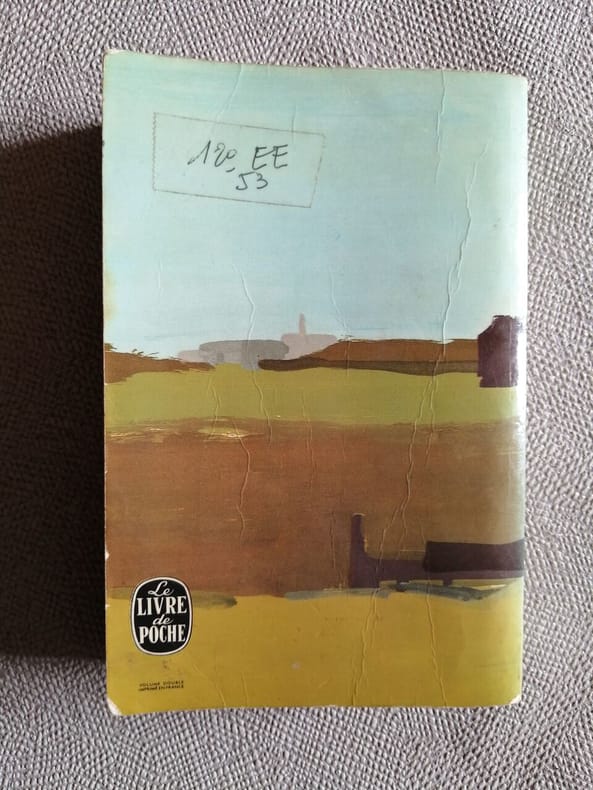 120, EE
53
Le
LIVRE
de
POCHE
VOLUME DOUBLE
IMPRIMÉ EN FRANCE